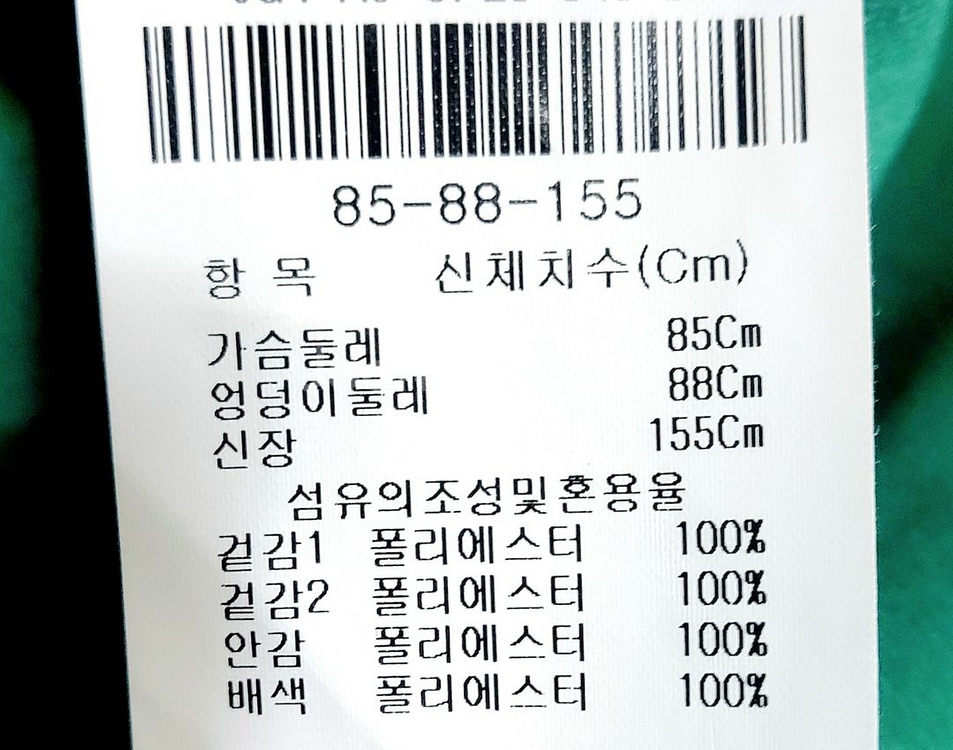 85-88-155
항 목 신체치수(Cm)
가슴둘레 85Cm
엉덩이둘레 88Cm
신장 155Cm
섬유의조성및혼용율
겉감1 폴리에스터 100%
겉감2 폴리에스터 100%
안감 폴리에스터 100%
배색 폴리에스터 100%